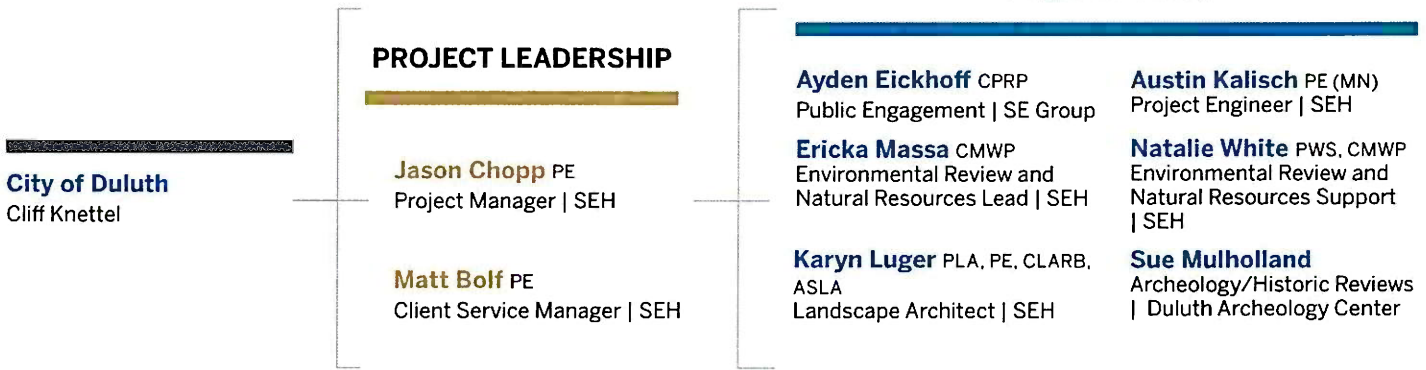 City of Duluth
Cliff Knettel
PROJECT LEADERSHIP
Jason Chopp PE
Project Manager | SEH
Matt Bolf PE
Client Service Manager | SEH
Ayden Eickhoff CPRP
Public Engagement | SE Group
Ericka Massa CMWP
Environmental Review and
Natural Resources Lead | SEH
Karyn Luger PLA, PE, CLARB,
ASLA
Landscape Architect | SEH
Austin Kalisch PE (MN)
Project Engineer | SEH
Natalie White PWS, CMWP
Environmental Review and
Natural Resources Support
| SEH
Sue Mulholland
Archeology/Historic Reviews
| Duluth Archeology Center